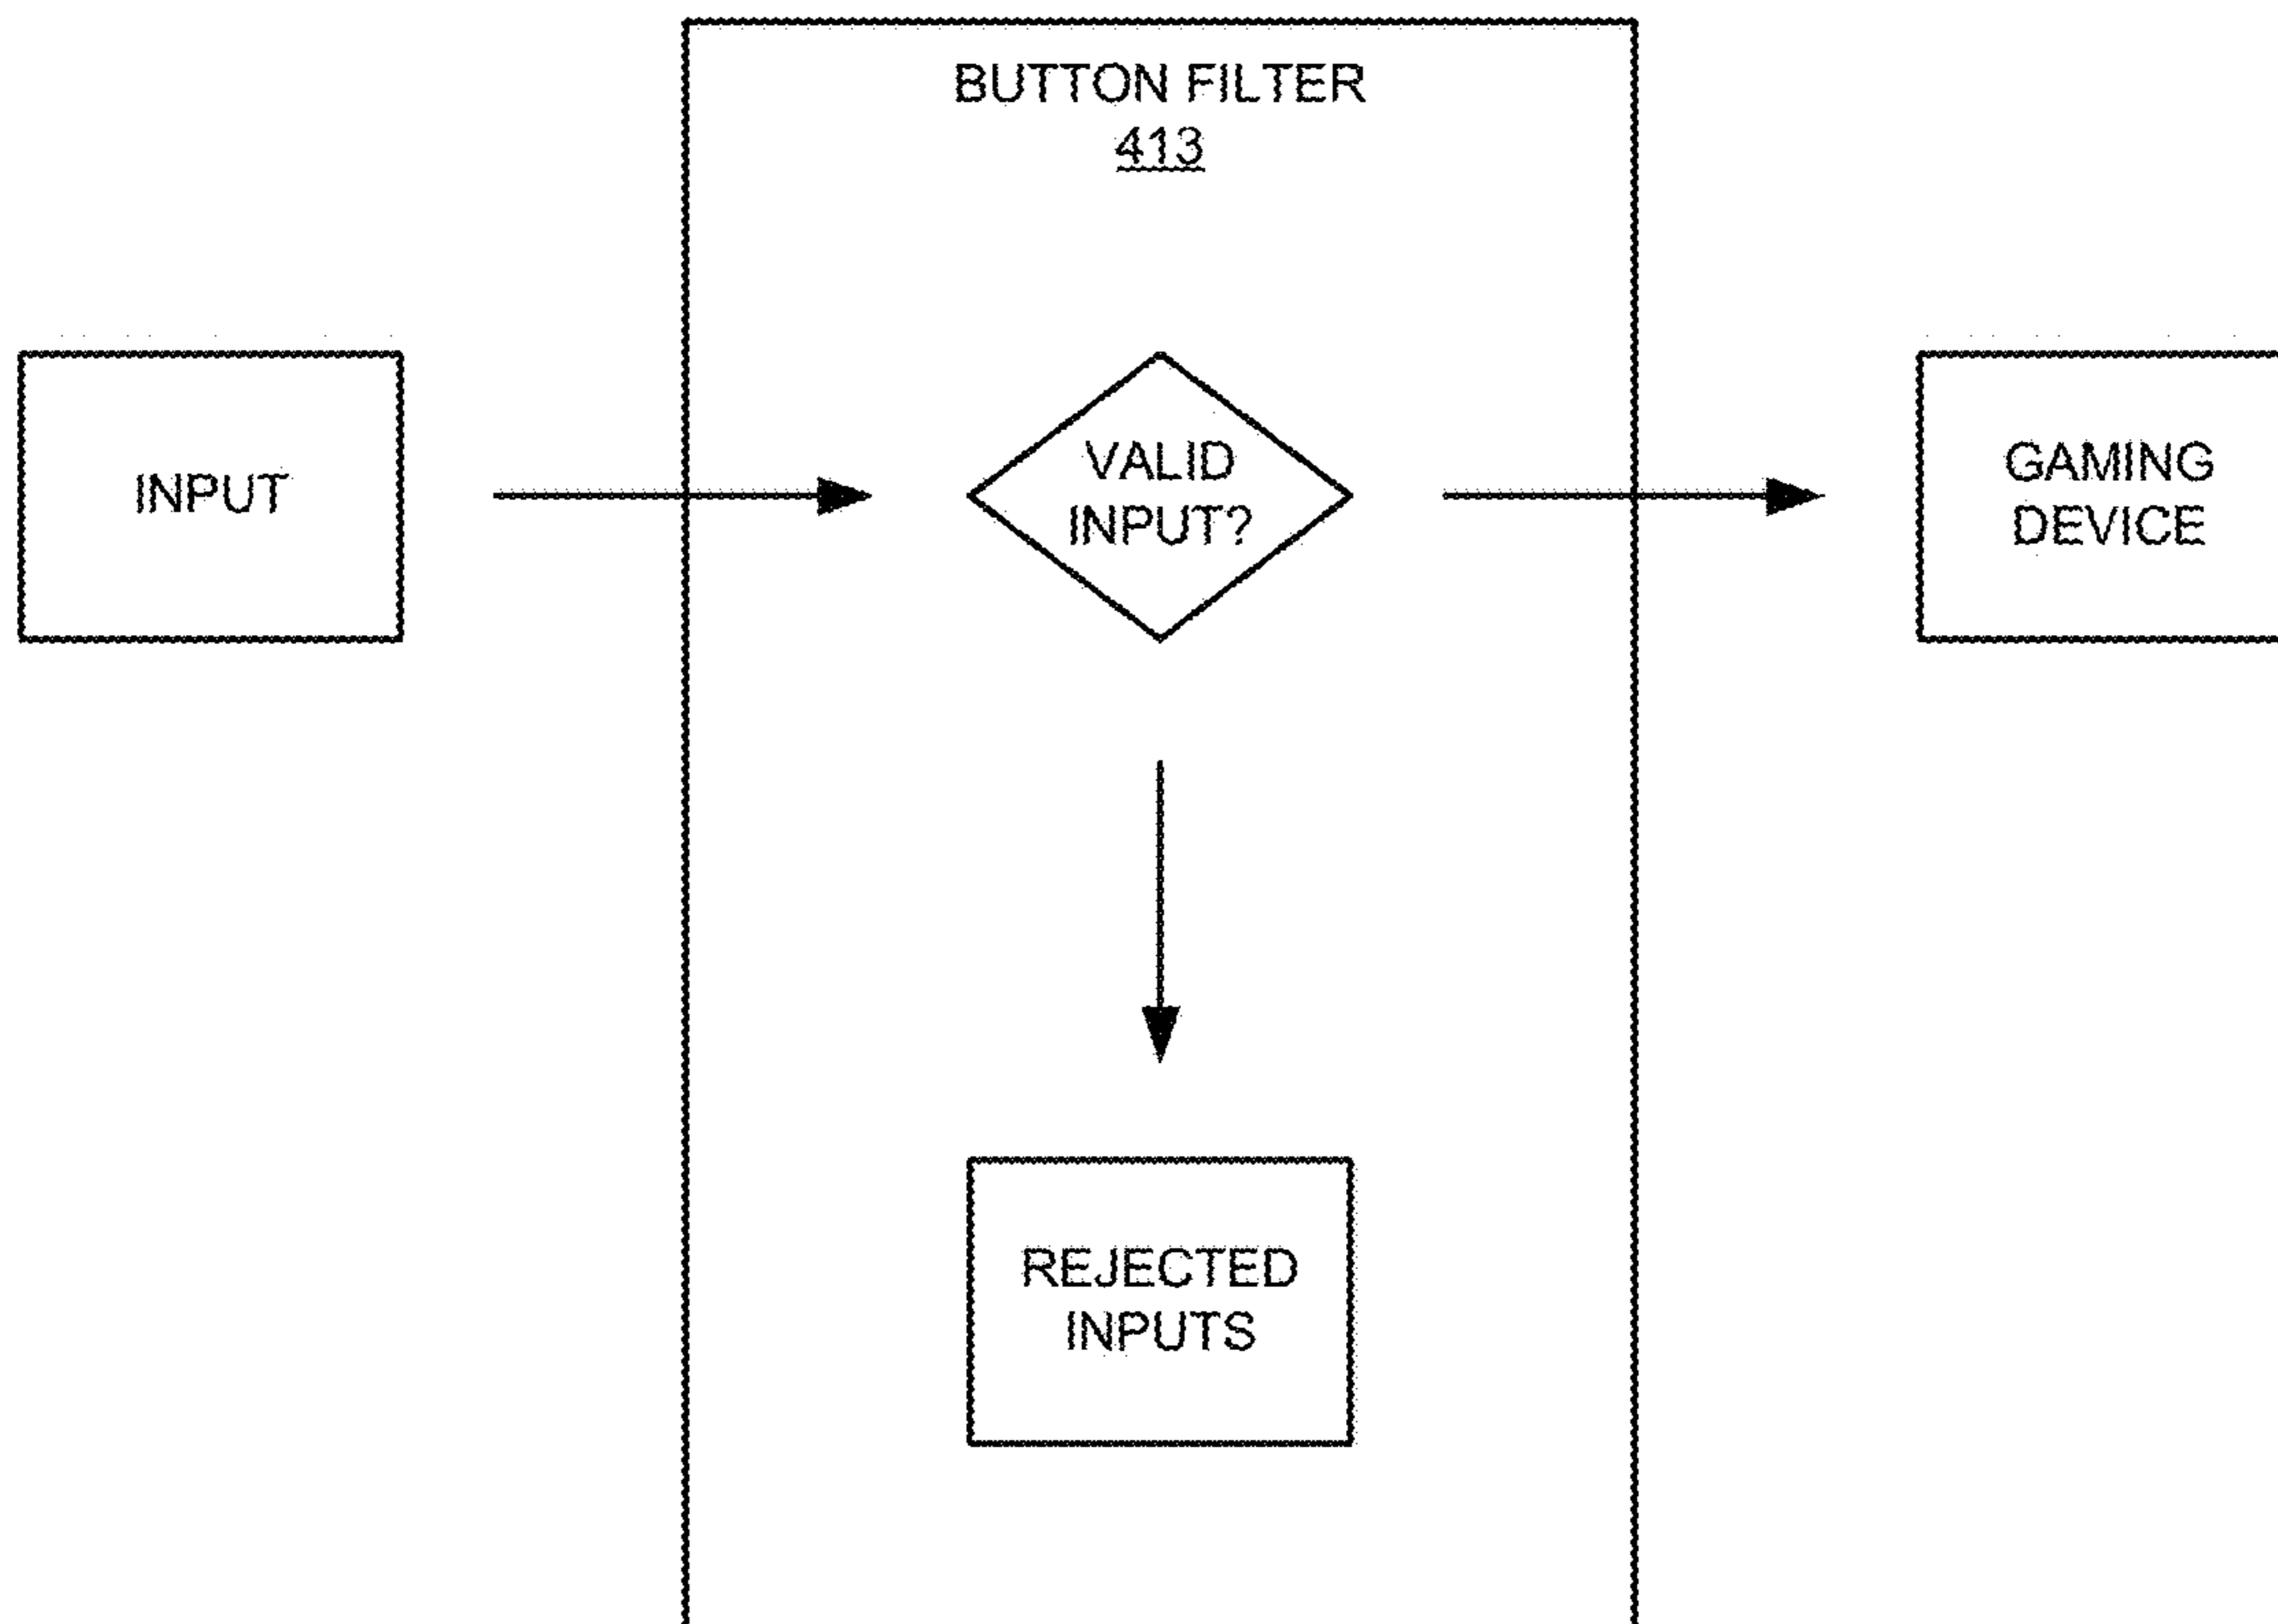 BUTTON FILTER
413
INPUT
VALID
INPUT?
GAMING
DEVICE
REJECTED
INPUTS